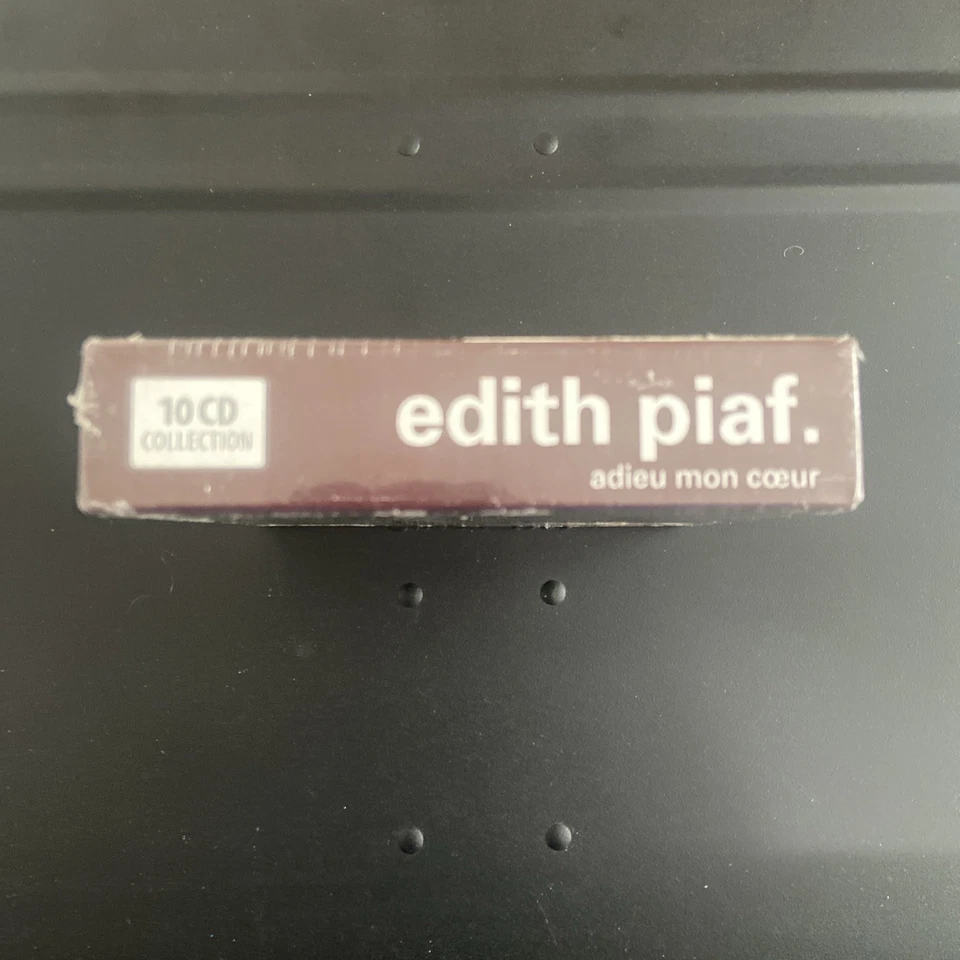 10 CD
COLLECTION
edith piaf.
adieu mon cœur